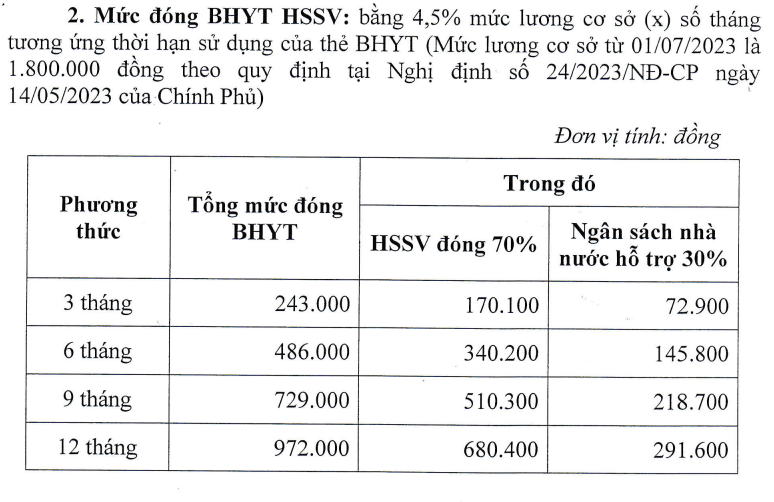 2. Mức đóng BHYT HSSV: bằng 4,5% mức lương cơ sở (x) số tháng
tương ứng thời hạn sử dụng của thẻ BHYT (Mức lương cơ sở từ 01/07/2023 là
1.800.000 đồng theo quy định tại Nghị định số 24/2023/NĐ-CP ngày
14/05/2023 của Chính Phủ)
Đơn vị tính: đồng
Phương thức | Tổng mức đóng BHYT | Trong đó
HSSV đóng 70% | Ngân sách nhà nước hỗ trợ 30%
3 tháng | 243.000 | 170.100 | 72.900
6 tháng | 486.000 | 340.200 | 145.800
9 tháng | 729.000 | 510.300 | 218.700
12 tháng | 972.000 | 680.400 | 291.600